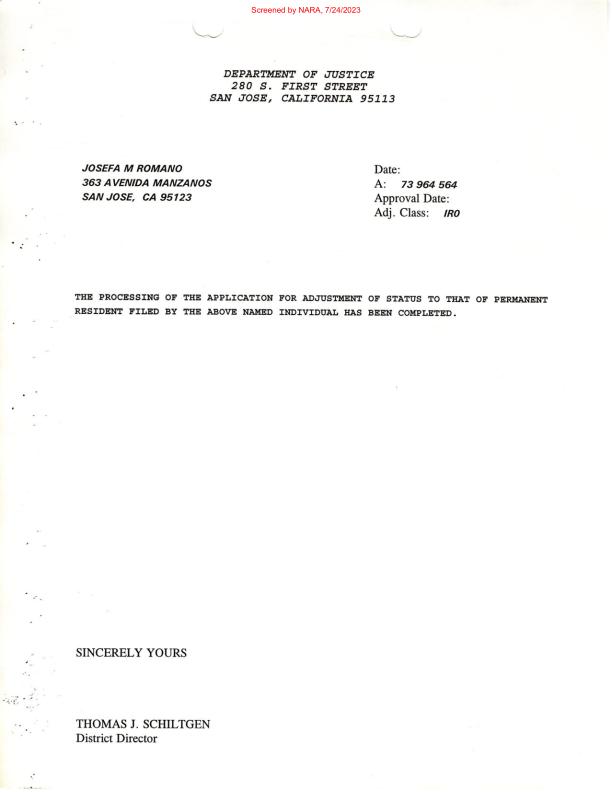 Screened by NARA, 7/24/2023
DEPARTMENT OF JUSTICE
280 S. FIRST STREET
SAN JOSE, CALIFORNIA 95113
JOSEFA M ROMANO
363 AVENIDA MANZANOS
SAN JOSE, CA 95123
Date:
A: 73 964 564
Approval Date:
Adj. Class: IR0
THE PROCESSING OF THE APPLICATION FOR ADJUSTMENT OF STATUS TO THAT OF PERMANENT
RESIDENT FILED BY THE ABOVE NAMED INDIVIDUAL HAS BEEN COMPLETED.
SINCERELY YOURS
THOMAS J. SCHILTGEN
District Director